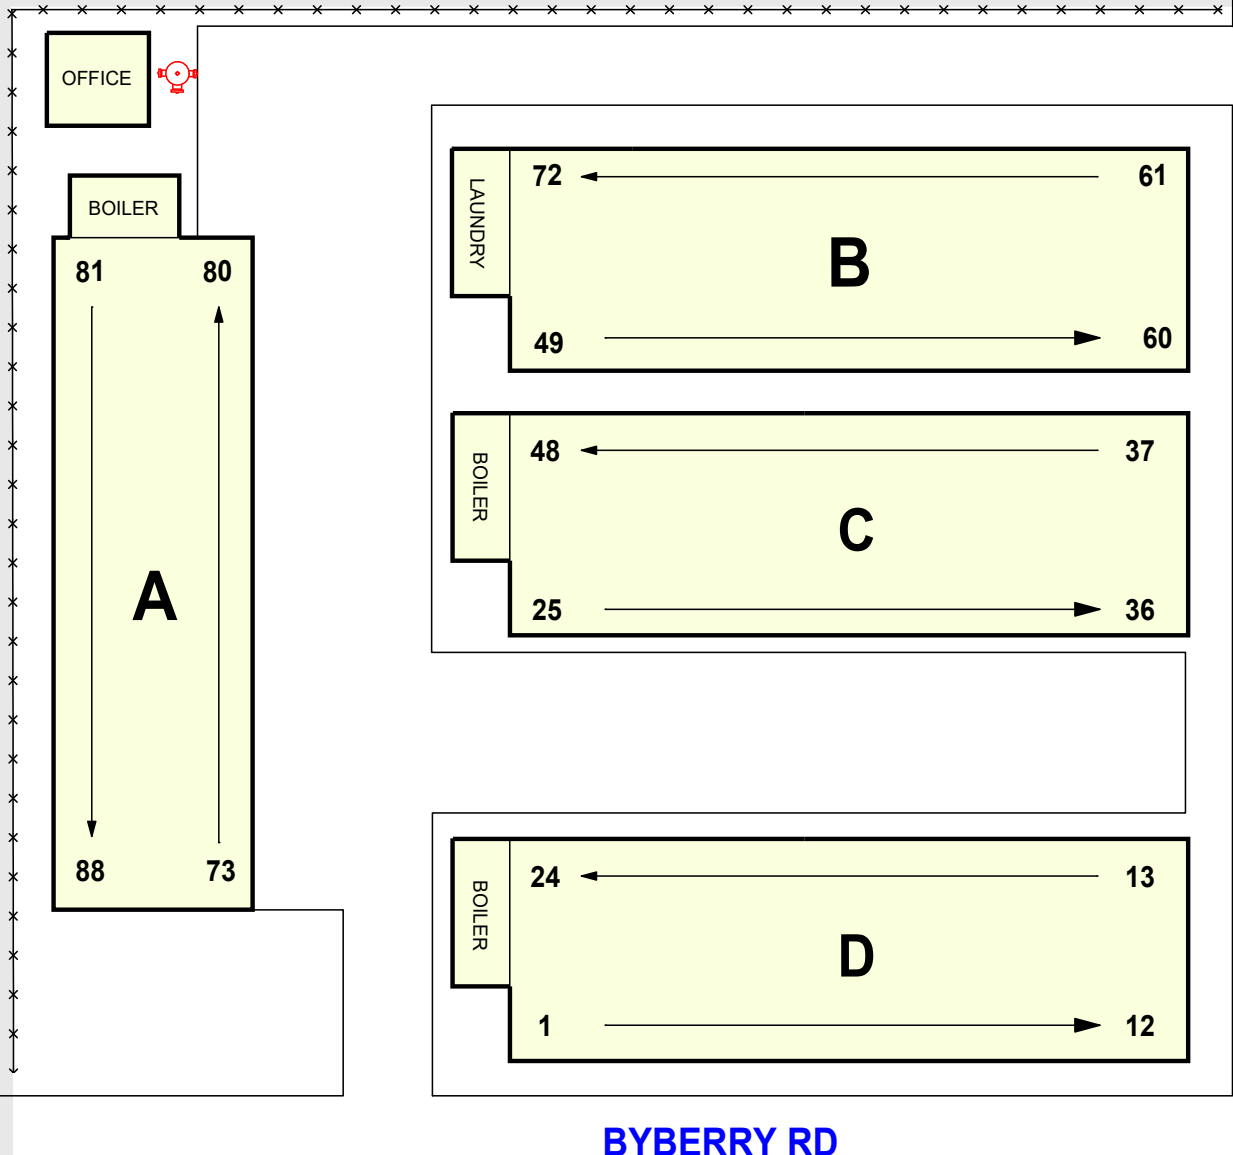 OFFICE
BOILER
81 80
A
88 73
LAUNDRY
72 61
B
49 60
BOILER
48 37
C
25 36
BOILER
24 13
D
1 12
BYBERRY RD